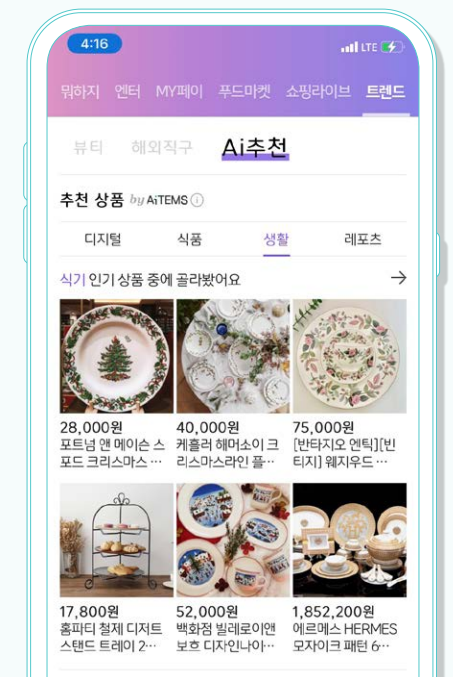 4:16
LTE
뭐하지 엔터 MY페이 푸드마켓 쇼핑라이브 트렌드
뷰티 해외직구 Ai추천
추천 상품 by AiTEMS
디지털 식품 생활 레포츠
식기 인기 상품 중에 골라봤어요 →
28,000원 40,000원 75,000원
포트넘 앤 메이슨 스 케흘러 해머소이 크 [반타지오 엔틱][빈
포드 크리스마스 … 리스마스라인 플… 티지] 웨지우드 …
17,800원 52,000원 1,852,200원
홈파티 철제 디저트 백화점 빌레로이앤 에르메스 HERMES
스탠드 트레이 2… 보흐 디자인나이… 모자이크 패턴 6…